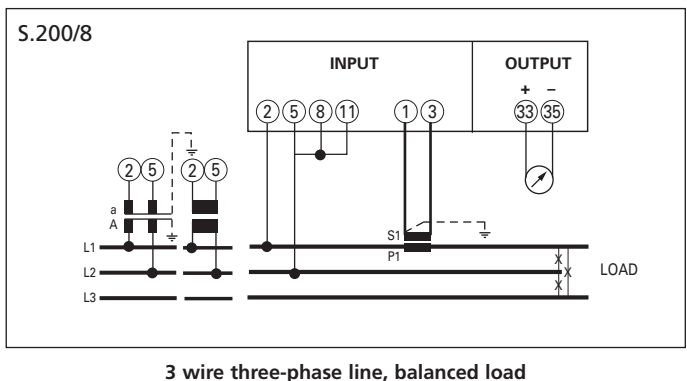 S.200/8
INPUT OUTPUT
+ −
2 5 8 11 1 3 33 35
2 5 2 5
a
A
S1
L1
P1
X
L2 X LOAD
X
L3
3 wire three-phase line, balanced load